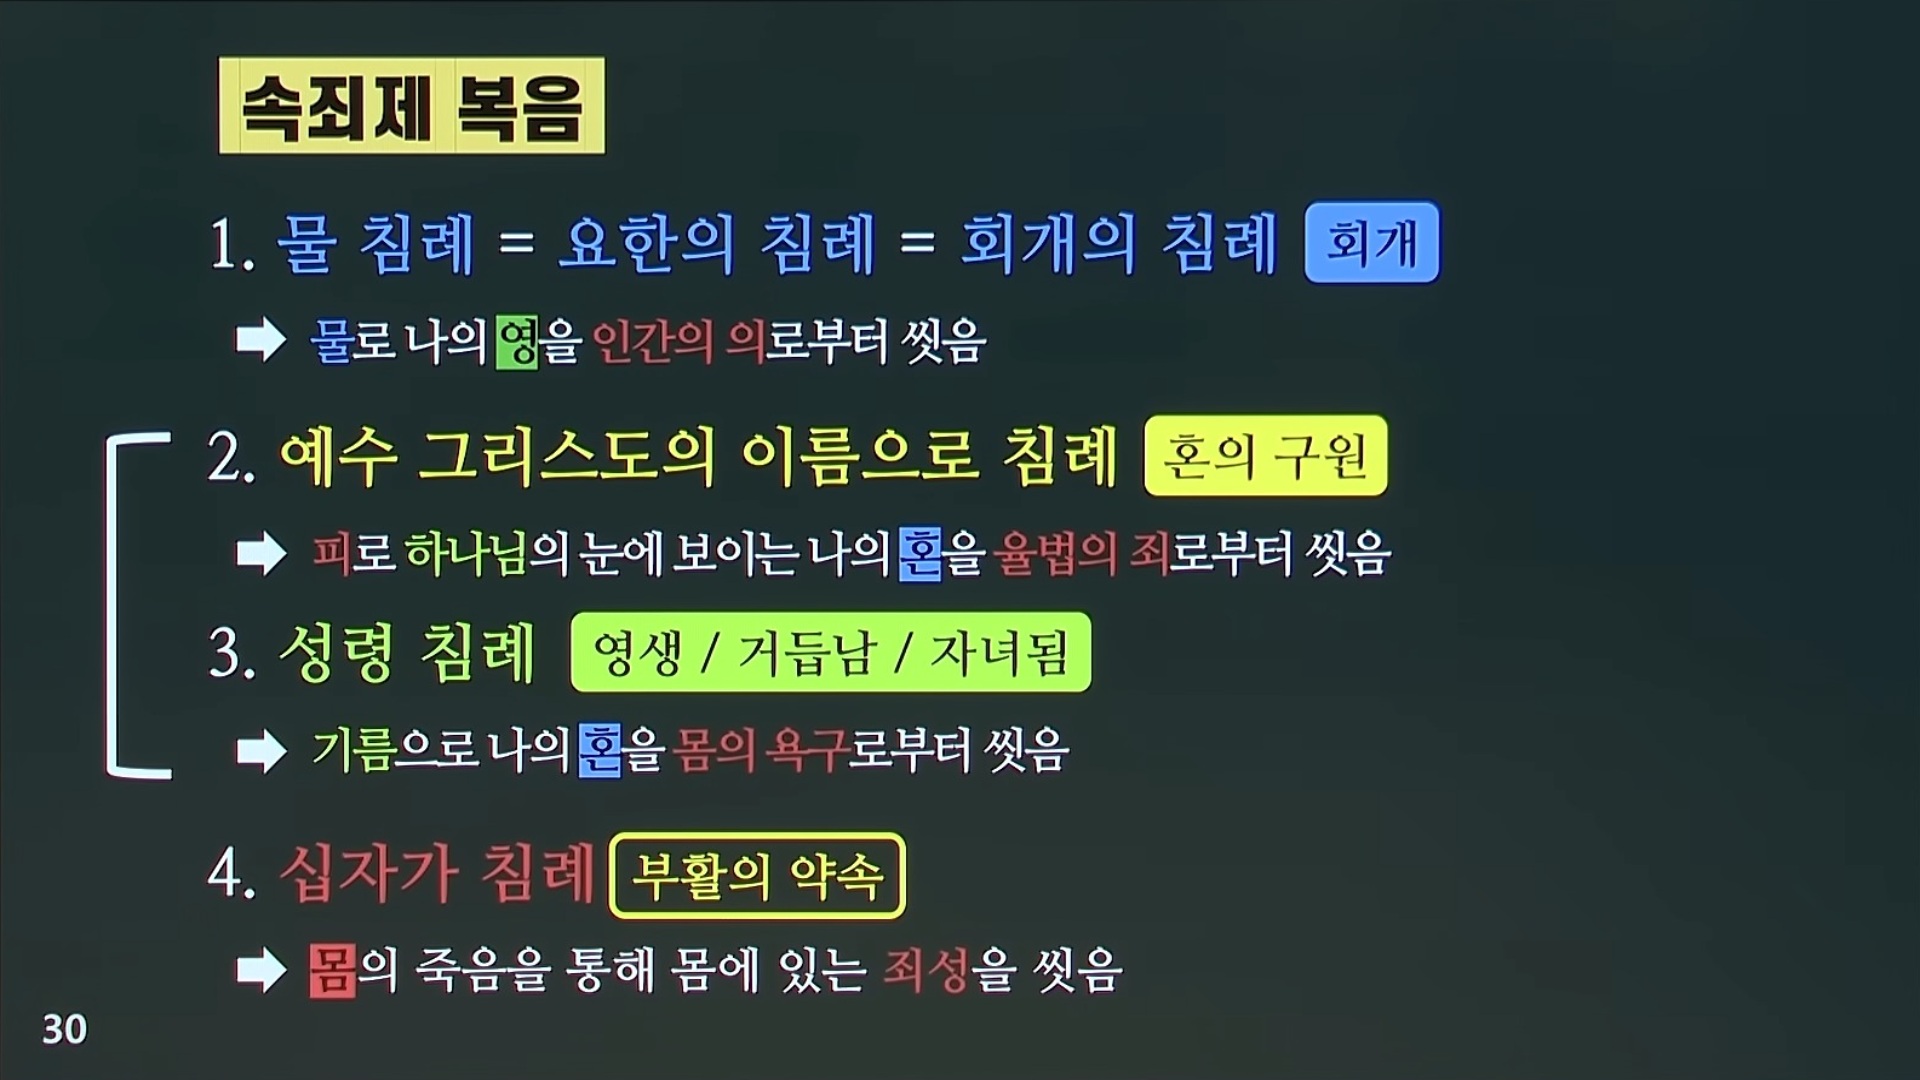 속죄제 복음
1. 물 침례 = 요한의 침례 = 회개의 침례 회개
물로 나의 영을 인간의 의로부터 씻음
2. 예수 그리스도의 이름으로 침례 혼의 구원
피로 하나님의 눈에 보이는 나의 혼을 율법의 죄로부터 씻음
3. 성령 침례 영생 / 거듭남 / 자녀됨
기름으로 나의 혼을 몸의 욕구로부터 씻음
4. 십자가 침례 부활의 약속
몸의 죽음을 통해 몸에 있는 죄성을 씻음
30